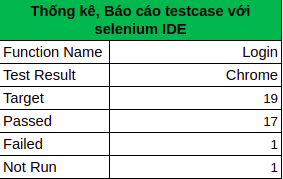 Thống kê, Báo cáo testcase với
selenium IDE
Function Name Login
Test Result Chrome
Target 19
Passed 17
Failed 1
Not Run 1